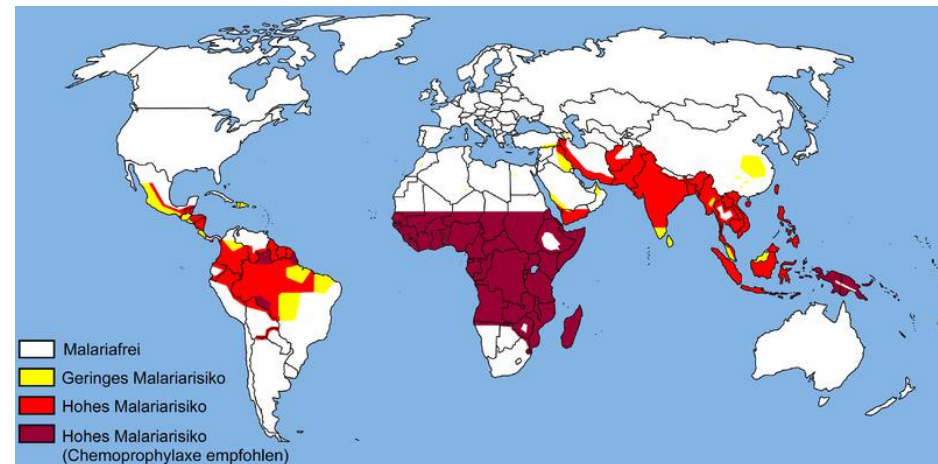 Malariafrei
Geringes Malariarisiko
Hohes Malariarisiko
Hohes Malariarisiko
(Chemoprophylaxe empfohlen)